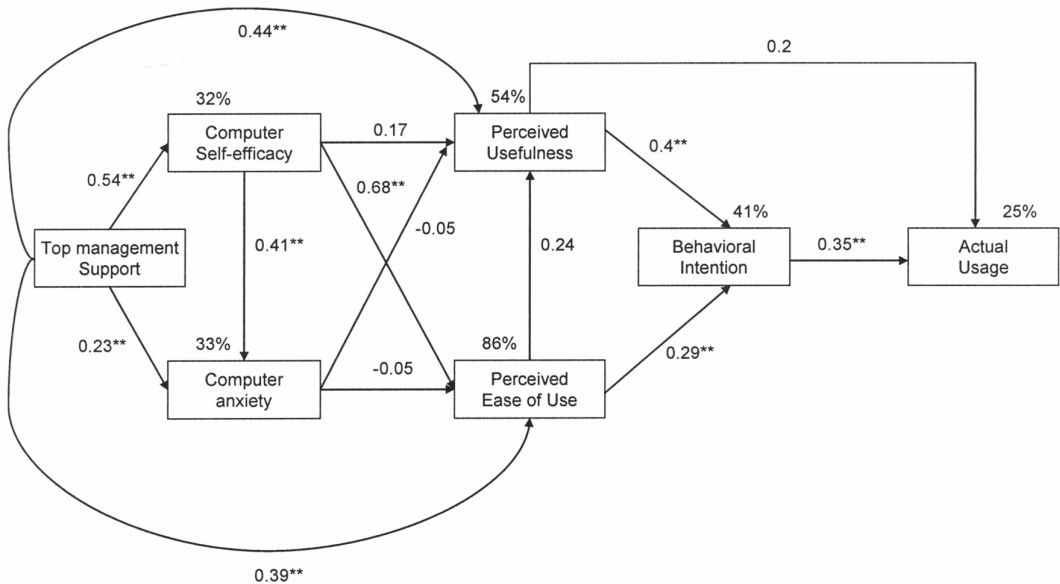 0.44**
0.2
32%
54%
Computer
Self-efficacy
0.17
Perceived
Usefulness
0.4**
0.54**
0.68**
-0.05
41%
25%
Top management
Support
0.41**
0.24
Behavioral
Intention
0.35**
Actual
Usage
0.23**
33%
86%
0.29**
Computer
anxiety
-0.05
Perceived
Ease of Use
0.39**